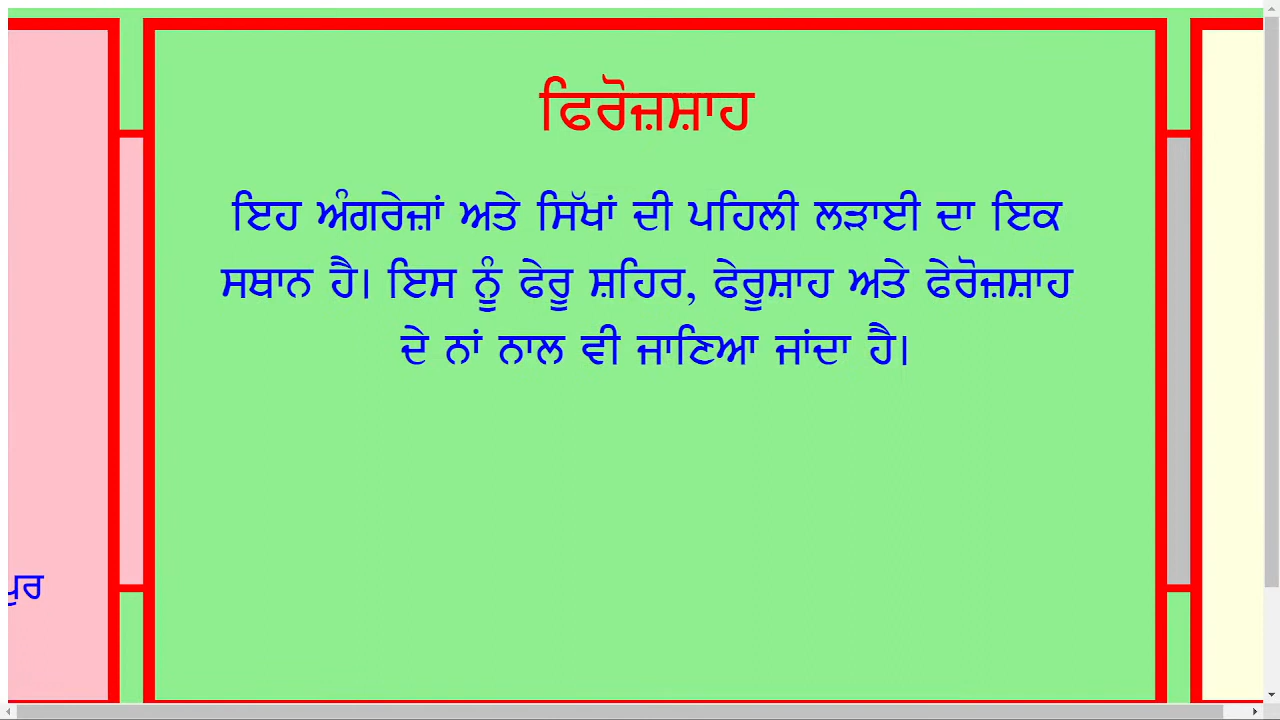 ਫਿਰੋਜ਼ਸ਼ਾਹ
ਇਹ ਅੰਗਰੇਜ਼ਾਂ ਅਤੇ ਸਿੱਖਾਂ ਦੀ ਪਹਿਲੀ ਲੜਾਈ ਦਾ ਇਕ
ਸਥਾਨ ਹੈ। ਇਸ ਨੂੰ ਫੇਰੂ ਸ਼ਹਿਰ, ਫੇਰੂਸ਼ਾਹ ਅਤੇ ਫੇਰੋਜ਼ਸ਼ਾਹ
ਦੇ ਨਾਂ ਨਾਲ ਵੀ ਜਾਣਿਆ ਜਾਂਦਾ ਹੈ।